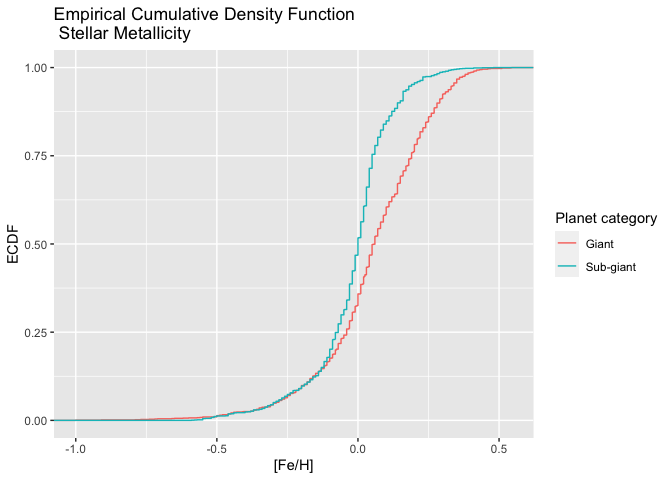 Empirical Cumulative Density Function
Stellar Metallicity
1.00
0.75
0.50
0.25
0.00
ECDF
-1.0
-0.5
0.0
0.5
[Fe/H]
Planet category
Giant
Sub-giant